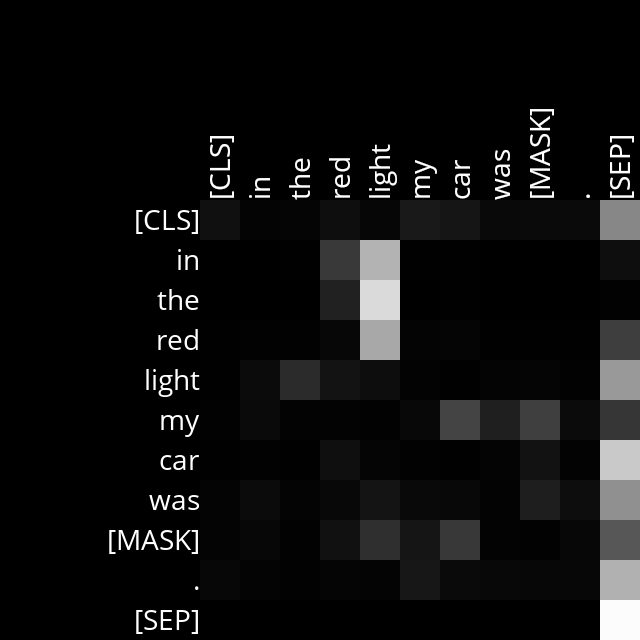 [CLS] in the red light my car was [MASK] . [SEP]
[CLS]
in
the
red
light
my
car
was
[MASK]
.
[SEP]